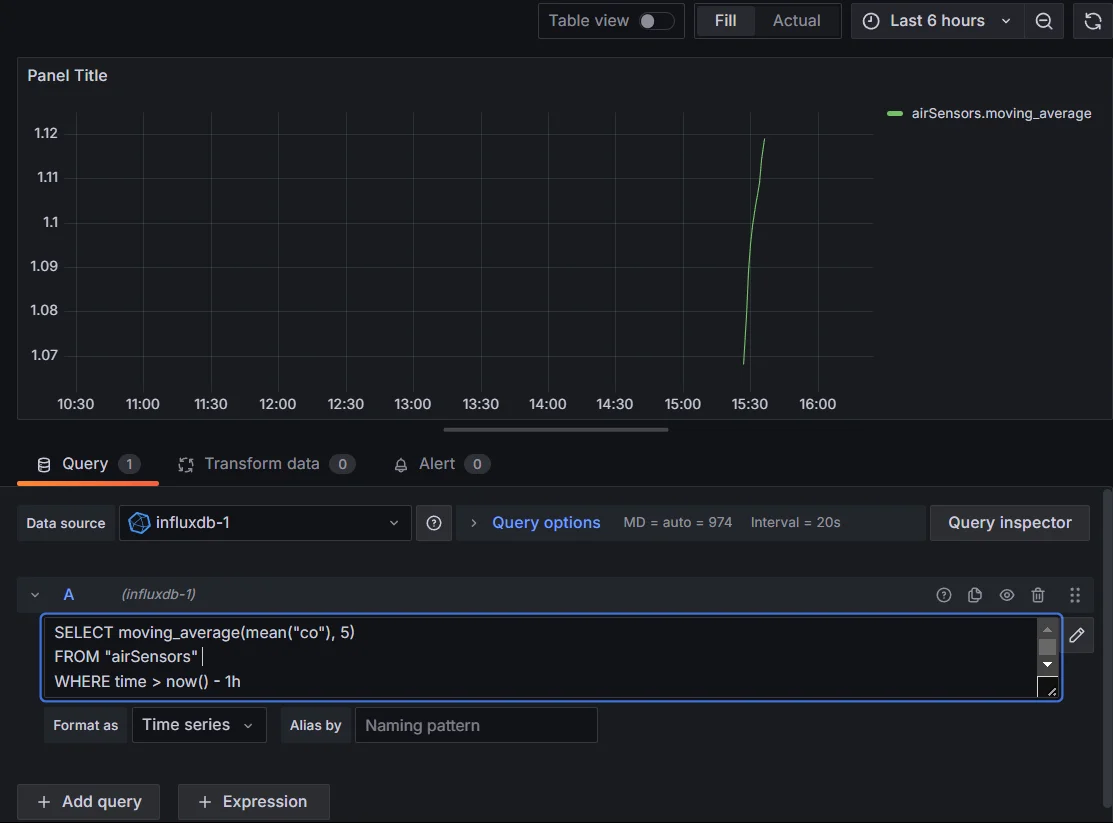 Table view
Fill Actual
Last 6 hours
Panel Title
airSensors.moving_average
1.12
1.11
1.1
1.09
1.08
1.07
10:30 11:00 11:30 12:00 12:30 13:00 13:30 14:00 14:30 15:00 15:30 16:00
Query 1 Transform data 0 Alert 0
Data source influxdb-1 Query options MD = auto = 974 Interval = 20s Query inspector
A (influxdb-1)
SELECT moving_average(mean("co"), 5)
FROM "airSensors"
WHERE time > now() - 1h
Format as Time series Alias by Naming pattern
+ Add query + Expression